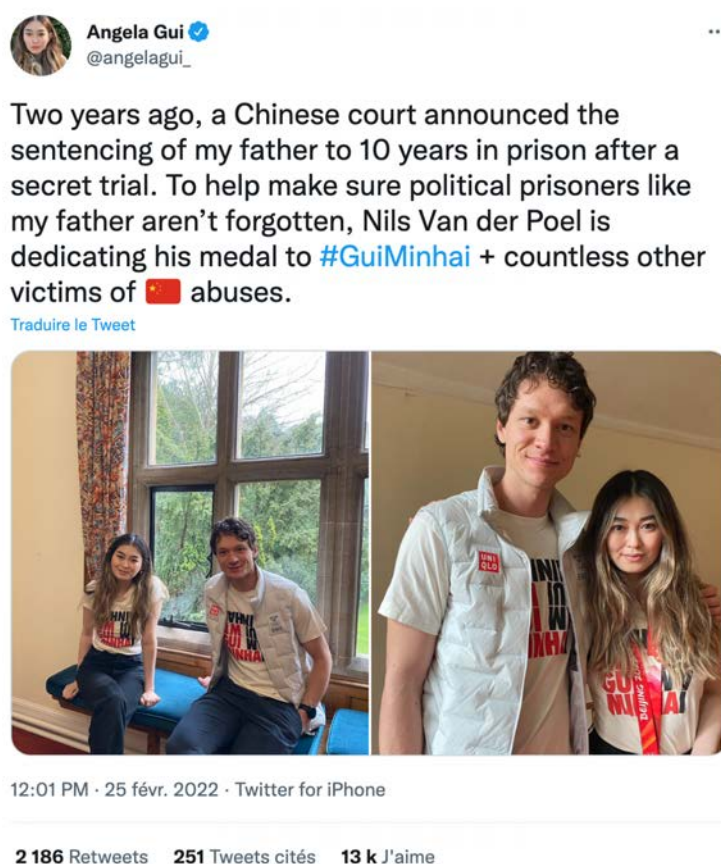 Angela Gui
@angelagui_
Two years ago, a Chinese court announced the
sentencing of my father to 10 years in prison after a
secret trial. To help make sure political prisoners like
my father aren’t forgotten, Nils Van der Poel is
dedicating his medal to #GuiMinhai + countless other
victims of 🇨🇳 abuses.
Traduire le Tweet
UNI
QLO
GUI
BEIJING
12:01 PM · 25 févr. 2022 · Twitter for iPhone
2 186 Retweets 251 Tweets cités 13 k J'aime